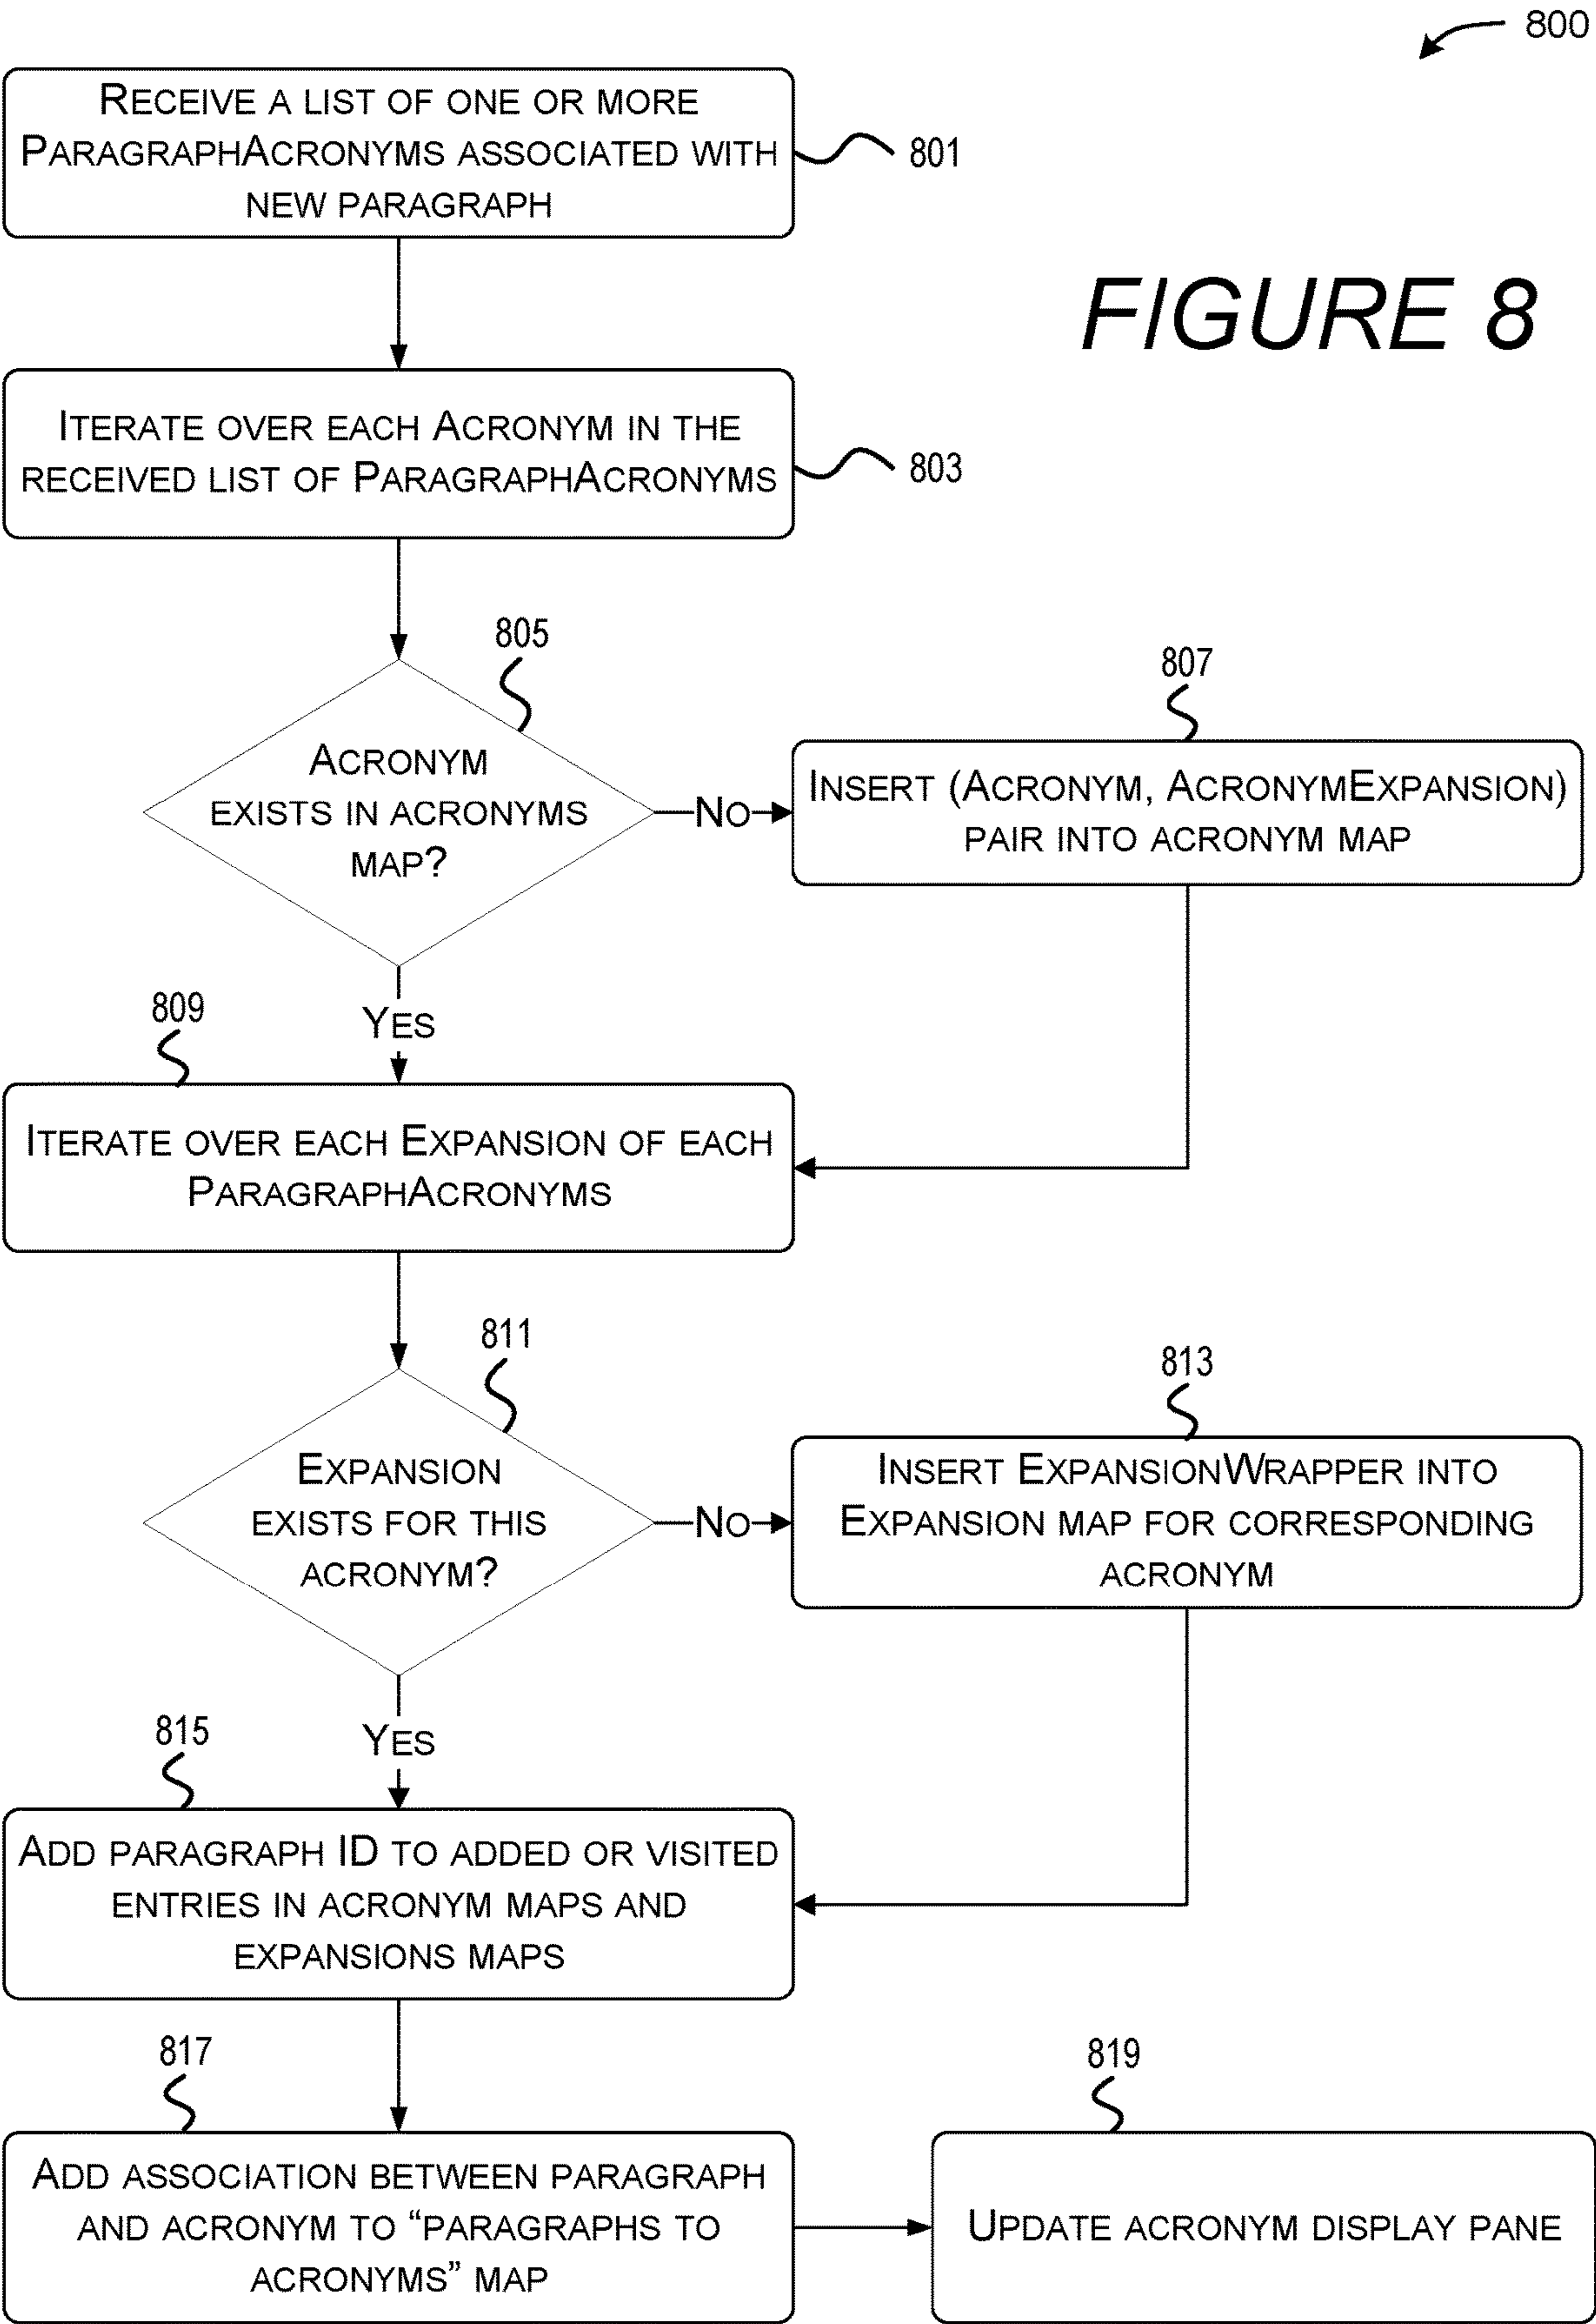 800
RECEIVE A LIST OF ONE OR MORE
PARAGRAPHACRONYMS ASSOCIATED WITH
NEW PARAGRAPH
801
FIGURE 8
ITERATE OVER EACH ACRONYM IN THE
RECEIVED LIST OF PARAGRAPHACRONYMS
803
805
ACRONYM
EXISTS IN ACRONYMS
MAP?
NO
807
INSERT (ACRONYM, ACRONYMEXPANSION)
PAIR INTO ACRONYM MAP
YES
809
ITERATE OVER EACH EXPANSION OF EACH
PARAGRAPHACRONYMS
811
EXPANSION
EXISTS FOR THIS
ACRONYM?
NO
813
INSERT EXPANSIONWRAPPER INTO
EXPANSION MAP FOR CORRESPONDING
ACRONYM
YES
815
ADD PARAGRAPH ID TO ADDED OR VISITED
ENTRIES IN ACRONYM MAPS AND
EXPANSIONS MAPS
817
ADD ASSOCIATION BETWEEN PARAGRAPH
AND ACRONYM TO “PARAGRAPHS TO
ACRONYMS” MAP
819
UPDATE ACRONYM DISPLAY PANE